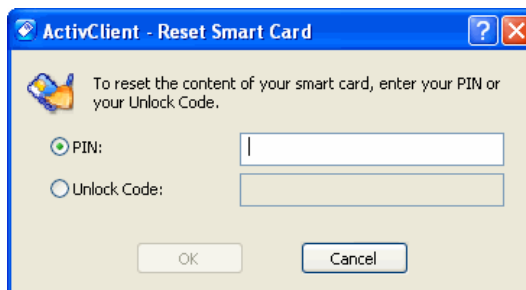 ActivClient - Reset Smart Card
To reset the content of your smart card, enter your PIN or
your Unlock Code.
PIN:
Unlock Code:
OK
Cancel